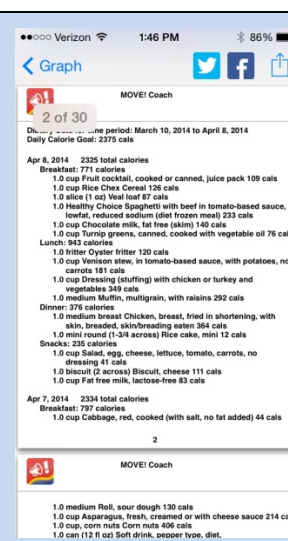 Verizon 1:46 PM 86%
Graph
MOVE! Coach
2 of 30
time period: March 10, 2014 to April 8, 2014
Daily Calorie Goal: 2375 cals
Apr 8, 2014 2325 total calories
Breakfast: 771 calories
1.0 cup Fruit cocktail, cooked or canned, juice pack 109 cals
1.0 cup Rice Chex Cereal 126 cals
1.0 slice (1 oz) Veal loaf 87 cals
1.0 Healthy Choice Spaghetti with beef in tomato-based sauce,
lowfat, reduced sodium (diet frozen meal) 233 cals
1.0 cup Chocolate milk, fat free (skim) 140 cals
1.0 cup Turnip greens, canned, cooked with vegetable oil 76 cal
Lunch: 943 calories
1.0 fritter Oyster fritter 120 cals
1.0 cup Venison stew, in tomato-based sauce, with potatoes, no
carrots 181 cals
1.0 cup Dressing (stuffing) with chicken or turkey and
vegetables 349 cals
1.0 medium Muffin, multigrain, with raisins 292 cals
Dinner: 376 calories
1.0 medium breast Chicken, breast, fried in shortening, with
skin, breaded, skin/breading eaten 364 cals
1.0 mini round (1-3/4 across) Rice cake, mini 12 cals
Snacks: 235 calories
1.0 cup Salad, egg, cheese, lettuce, tomato, carrots, no
dressing 41 cals
1.0 biscuit (2 across) Biscuit, cheese 111 cals
1.0 cup Fat free milk, lactose-free 83 cals
Apr 7, 2014 2334 total calories
Breakfast: 797 calories
1.0 cup Cabbage, red, cooked (with salt, no fat added) 44 cals
2
MOVE! Coach
1.0 medium Roll, sour dough 130 cals
1.0 cup Asparagus, fresh, creamed or with cheese sauce 214 ca
1.0 cup, corn nuts Corn nuts 406 cals
1.0 can (12 fl oz) Soft drink, pepper type, diet,